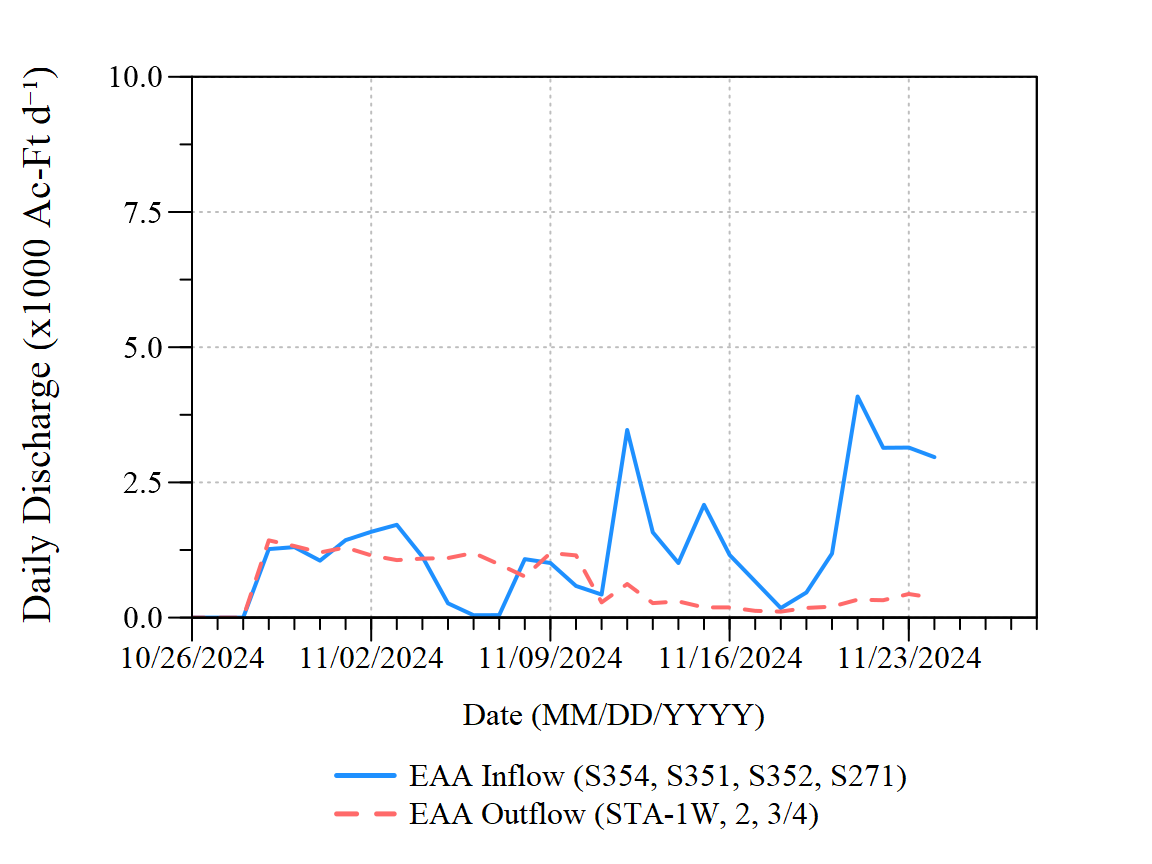 Daily Discharge (x1000 Ac-Ft d⁻¹)
10.0
7.5
5.0
2.5
0.0
10/26/2024 11/02/2024 11/09/2024 11/16/2024 11/23/2024
Date (MM/DD/YYYY)
EAA Inflow (S354, S351, S352, S271)
EAA Outflow (STA-1W, 2, 3/4)